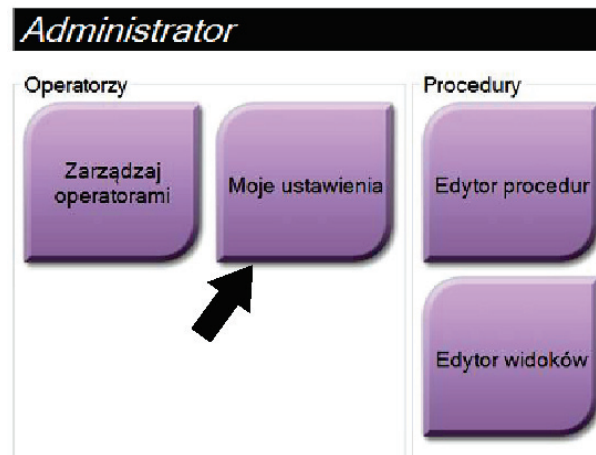 Administrator
Operatorzy
Zarządzaj
operatorami
Moje ustawienia
Procedury
Edytor procedur
Edytor widoków